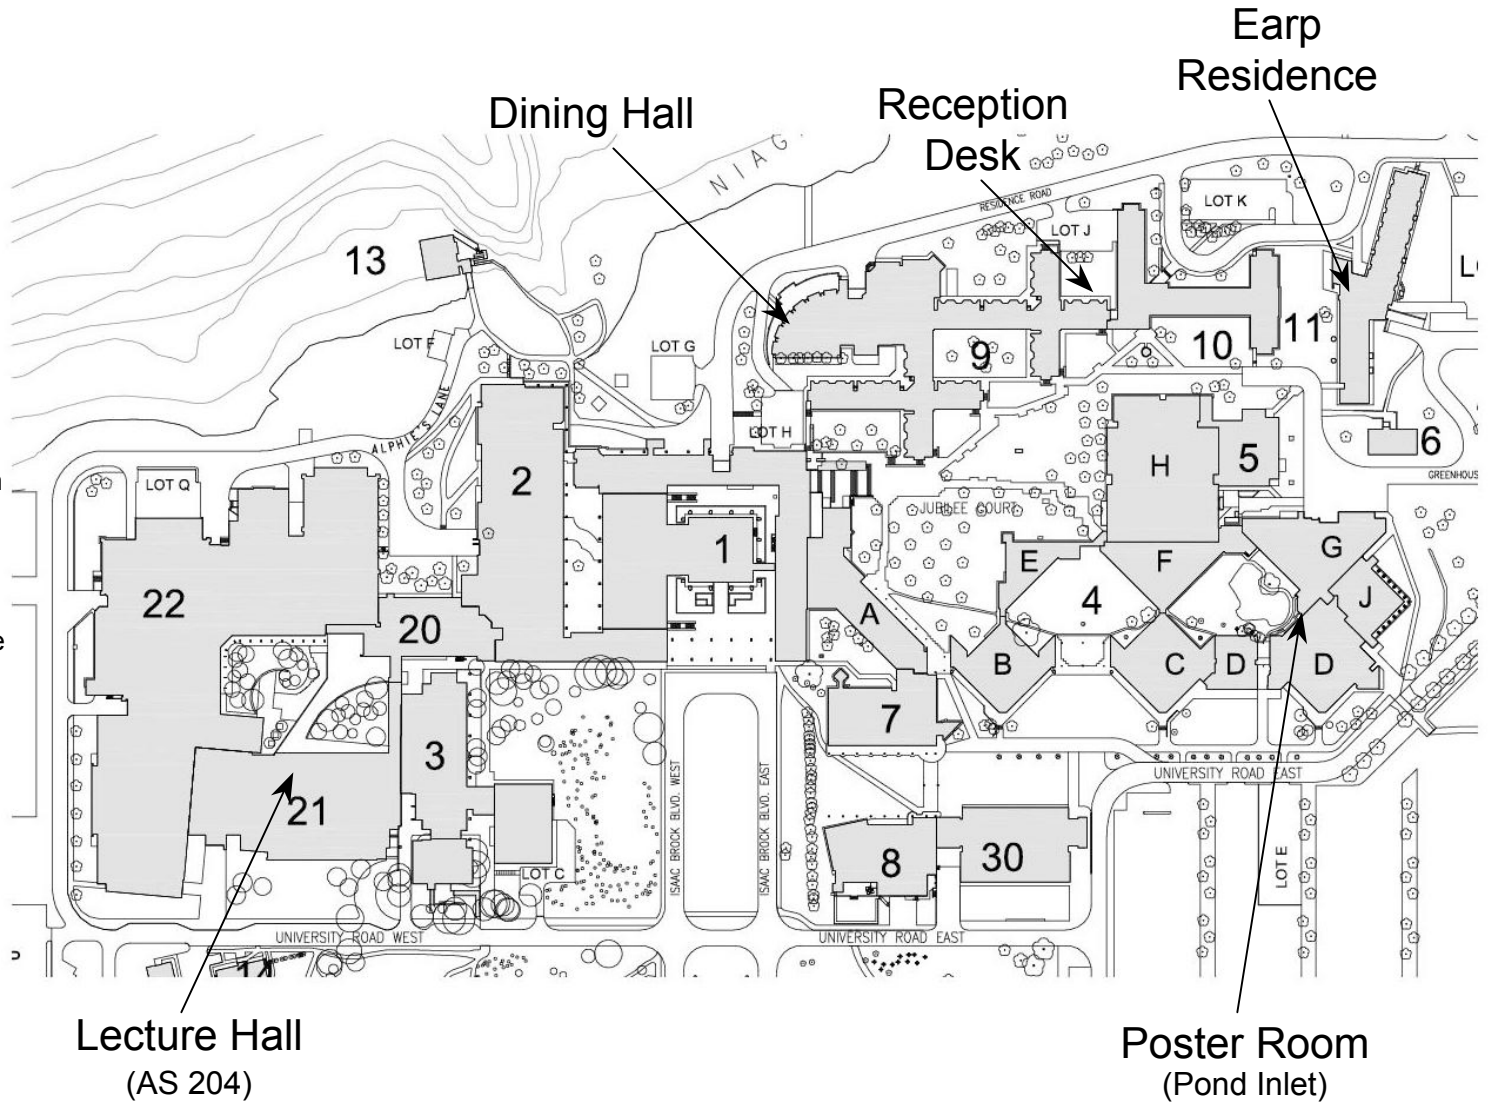 Earp
Residence
Reception
Desk
Dining Hall
NIAG
RESIDENCE ROAD
LOT K
LOT J
13
LOT F
LOT G
9
10
11
ALPHIE'S LANE
LOT H
6
LOT Q
2
H
5
GREENHOUS
JUBILEE COURT
1
E
F
G
22
4
J
20
A
B
C
D
D
3
7
UNIVERSITY ROAD EAST
21
ISAAC BROCK BLVD. WEST
ISAAC BROCK BLVD. EAST
LOT C
8
30
LOT E
UNIVERSITY ROAD WEST
UNIVERSITY ROAD EAST
14
Lecture Hall
(AS 204)
Poster Room
(Pond Inlet)